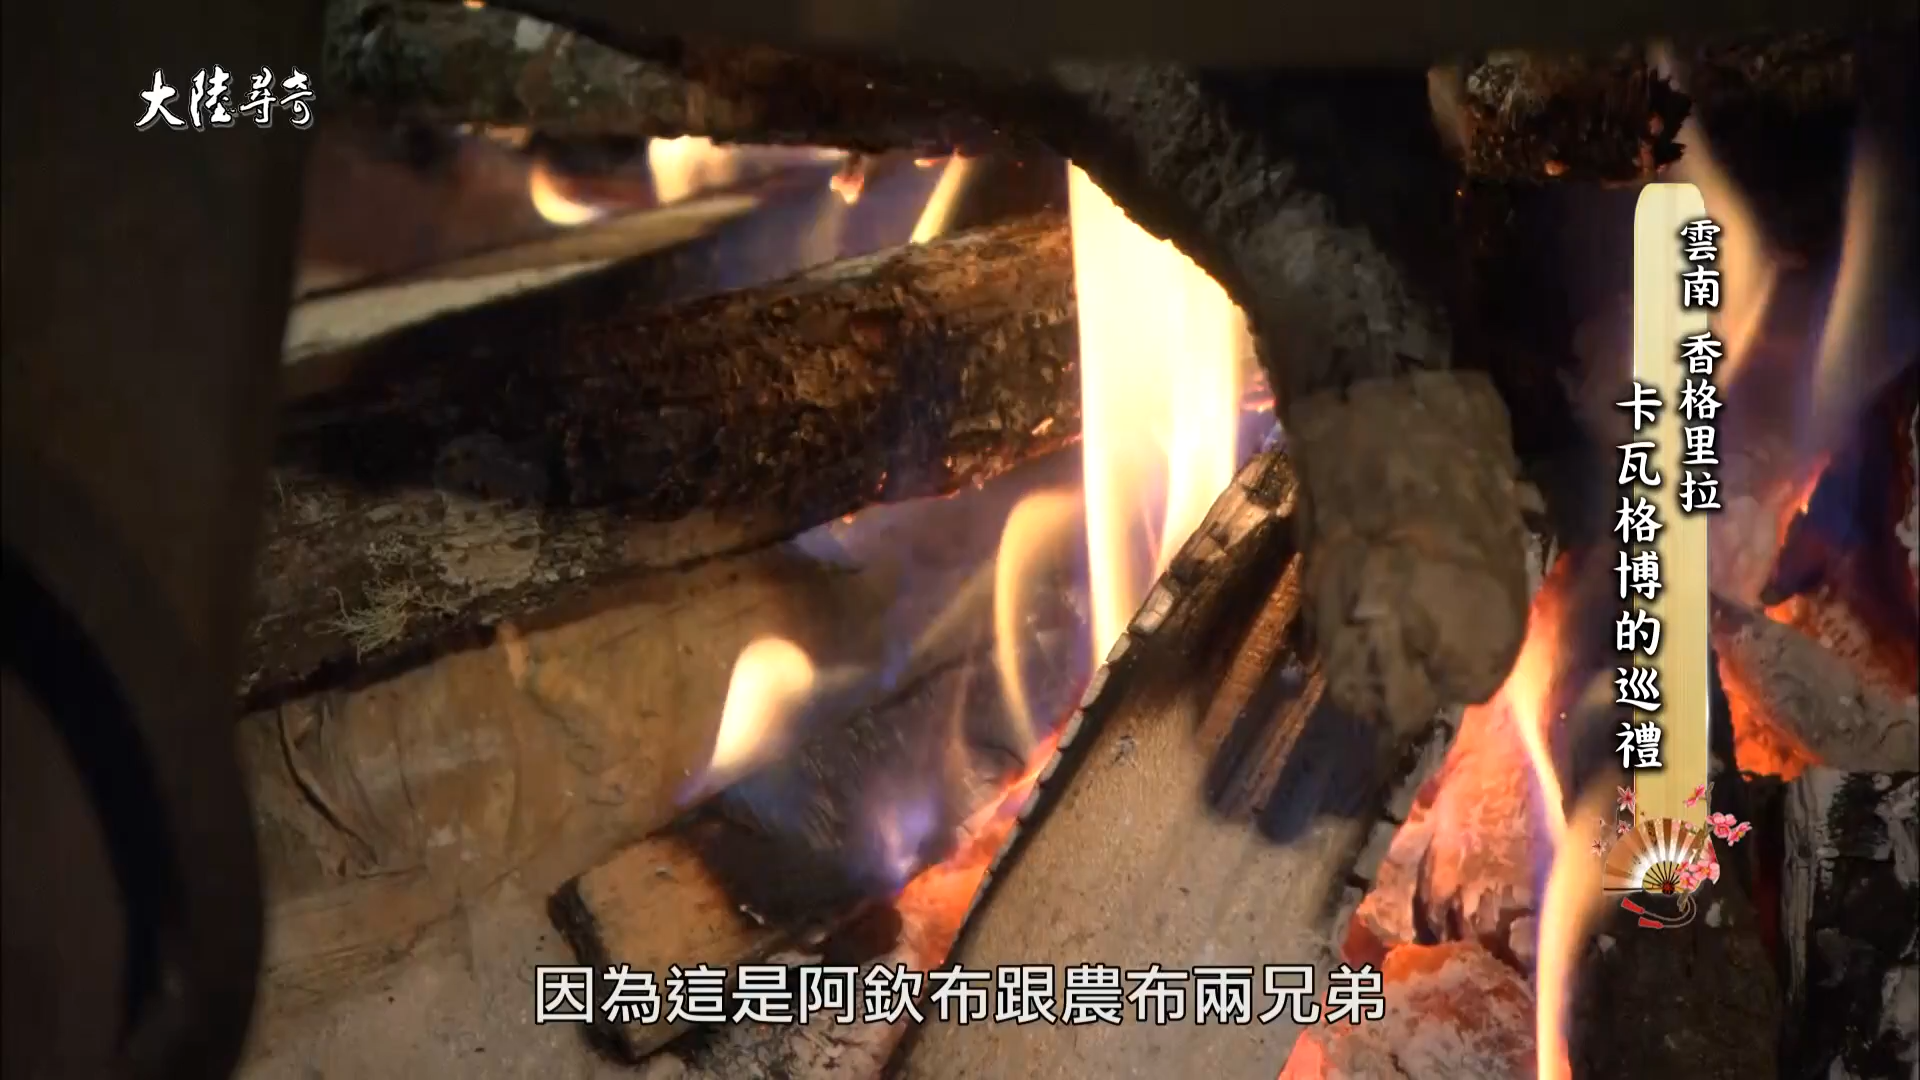 大陸尋奇
雲南 香格里拉
卡瓦格博的巡禮
因為這是阿欽布跟農布兩兄弟